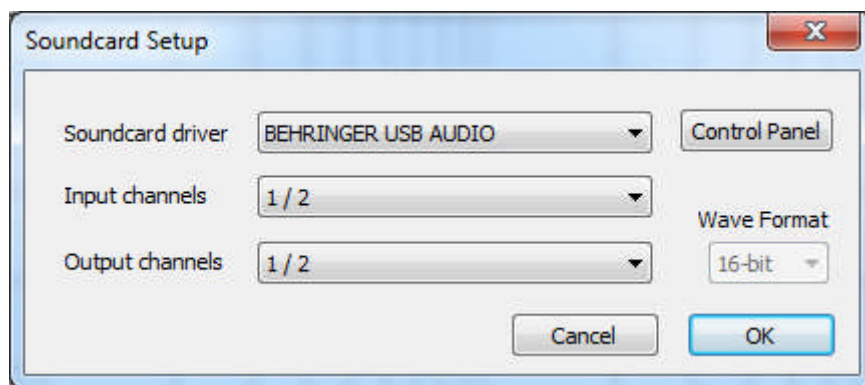 Soundcard Setup
Soundcard driver BEHRINGER USB AUDIO Control Panel
Input channels 1 / 2
Wave Format
Output channels 1 / 2 16-bit
Cancel OK